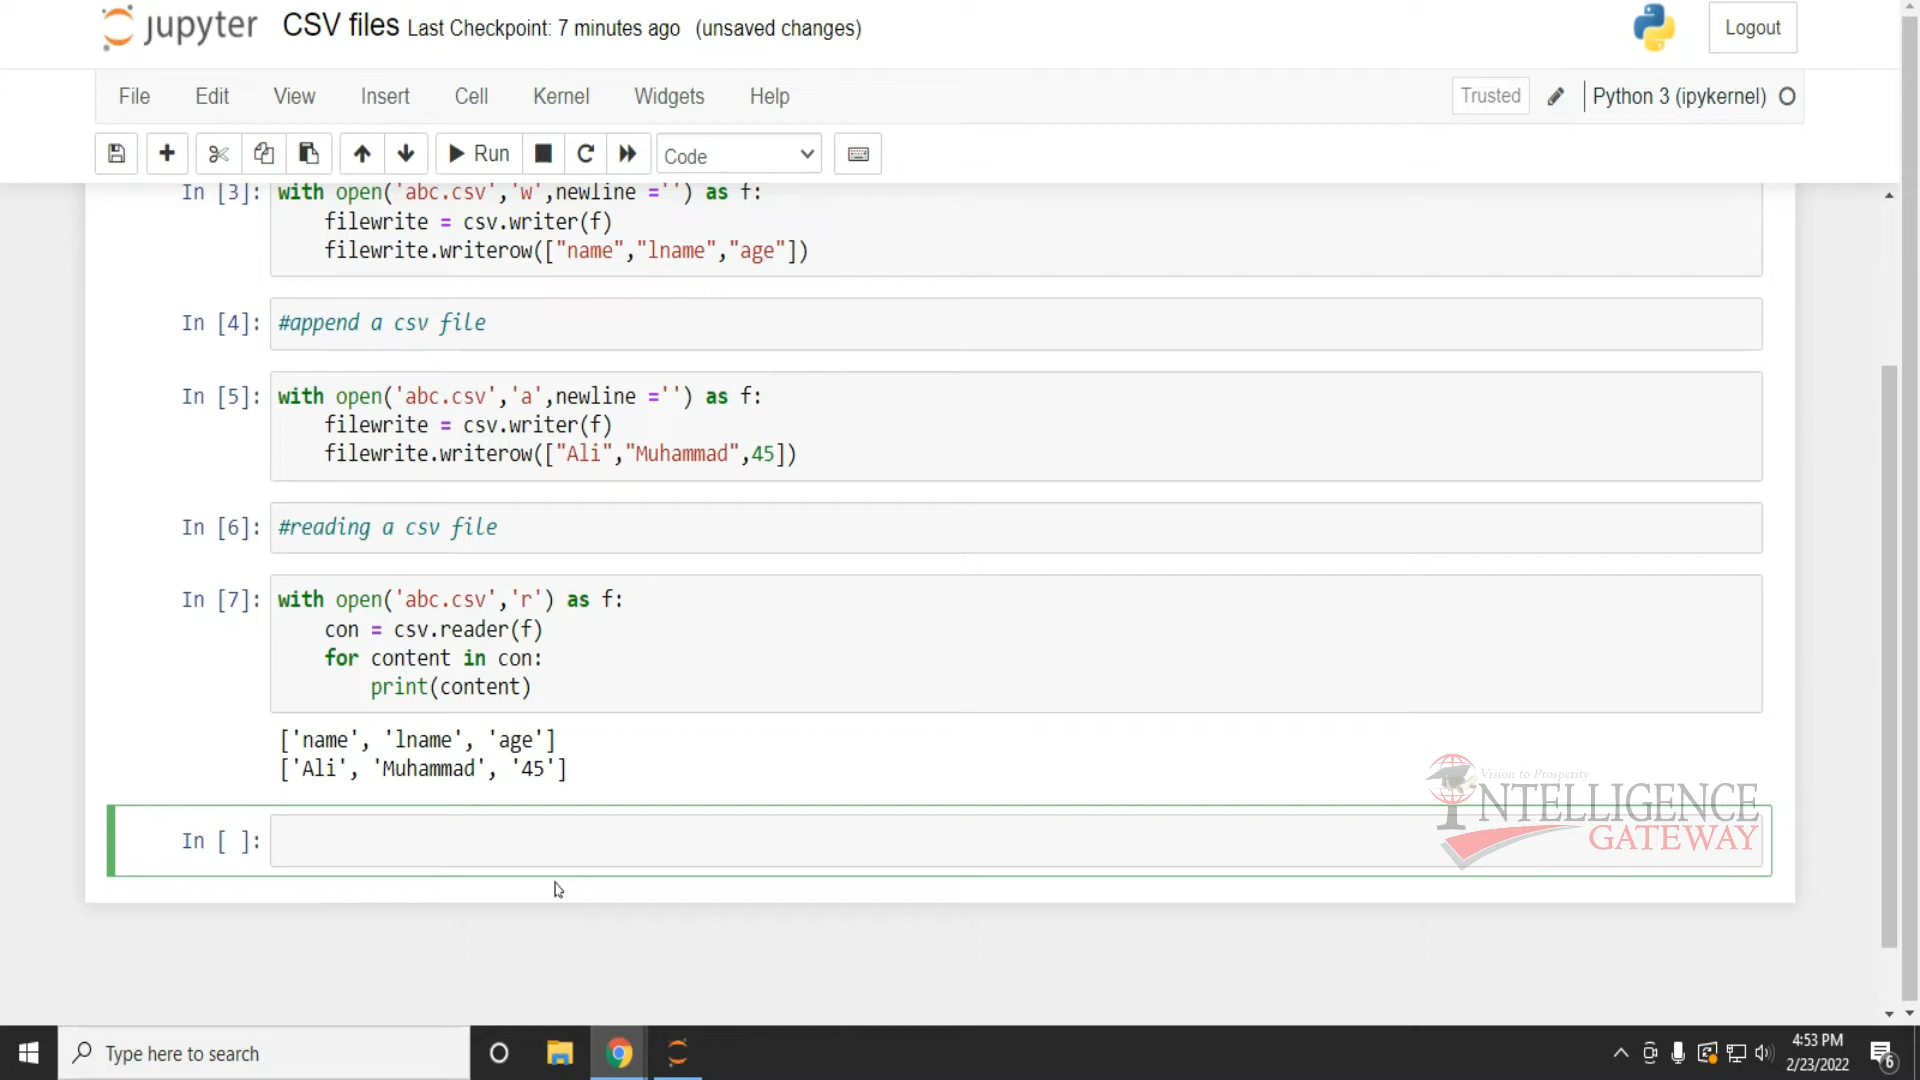 jupyter CSV files Last Checkpoint: 7 minutes ago (unsaved changes)
Logout
File Edit View Insert Cell Kernel Widgets Help
Trusted Python 3 (ipykernel)
Run Code
In [3]: with open('abc.csv','w',newline ='') as f:
filewrite = csv.writer(f)
filewrite.writerow(["name","lname","age"])
In [4]: #append a csv file
In [5]: with open('abc.csv','a',newline ='') as f:
filewrite = csv.writer(f)
filewrite.writerow(["Ali","Muhammad",45])
In [6]: #reading a csv file
In [7]: with open('abc.csv','r') as f:
con = csv.reader(f)
for content in con:
print(content)
['name', 'lname', 'age']
['Ali', 'Muhammad', '45']
In [ ]:
Vision to Prosperity
INTELLIGENCE
GATEWAY
Type here to search
4:53 PM
2/23/2022
6